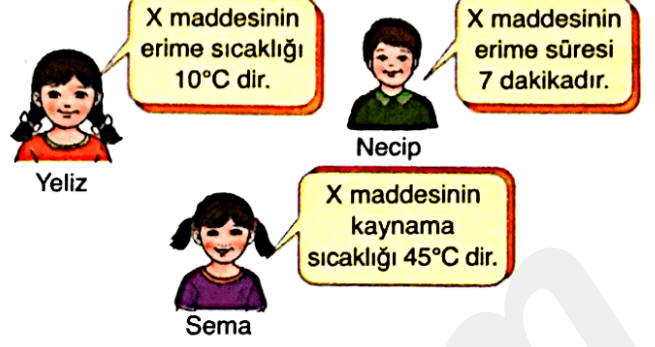 X maddesinin
erime sıcaklığı
10°C dir.
Yeliz
X maddesinin
erime süresi
7 dakikadır.
Necip
X maddesinin
kaynama
sıcaklığı 45°C dir.
Sema